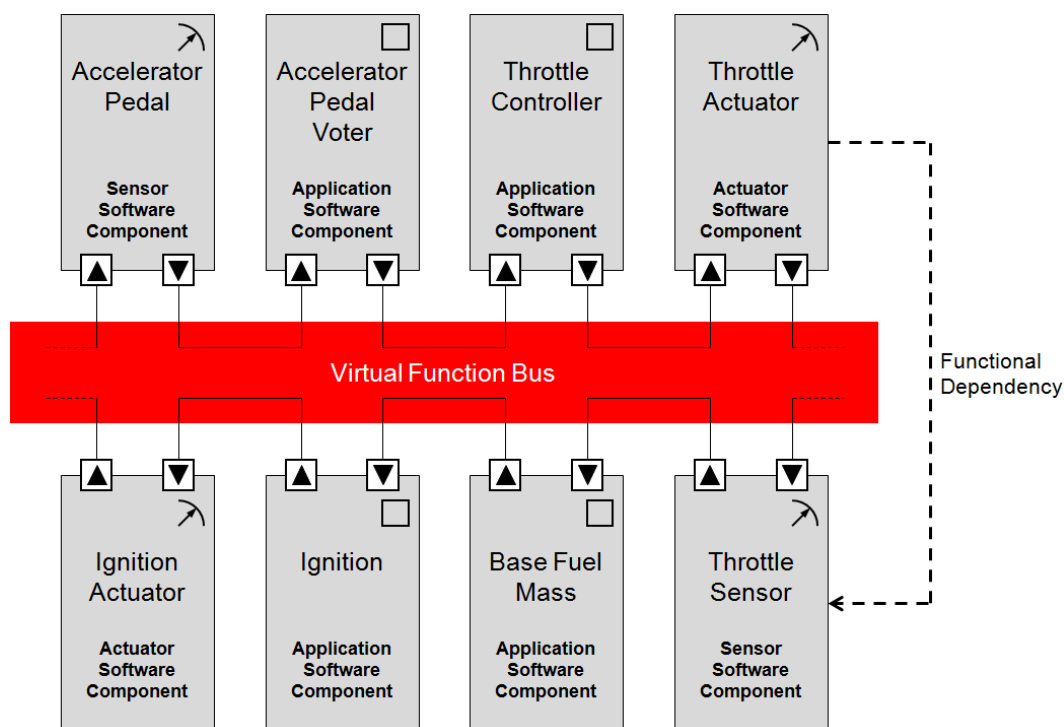 Accelerator
Pedal
Sensor
Software
Component
Accelerator
Pedal
Voter
Application
Software
Component
Throttle
Controller
Application
Software
Component
Throttle
Actuator
Actuator
Software
Component
Virtual Function Bus
Functional
Dependency
Ignition
Actuator
Actuator
Software
Component
Ignition
Application
Software
Component
Base Fuel
Mass
Application
Software
Component
Throttle
Sensor
Sensor
Software
Component